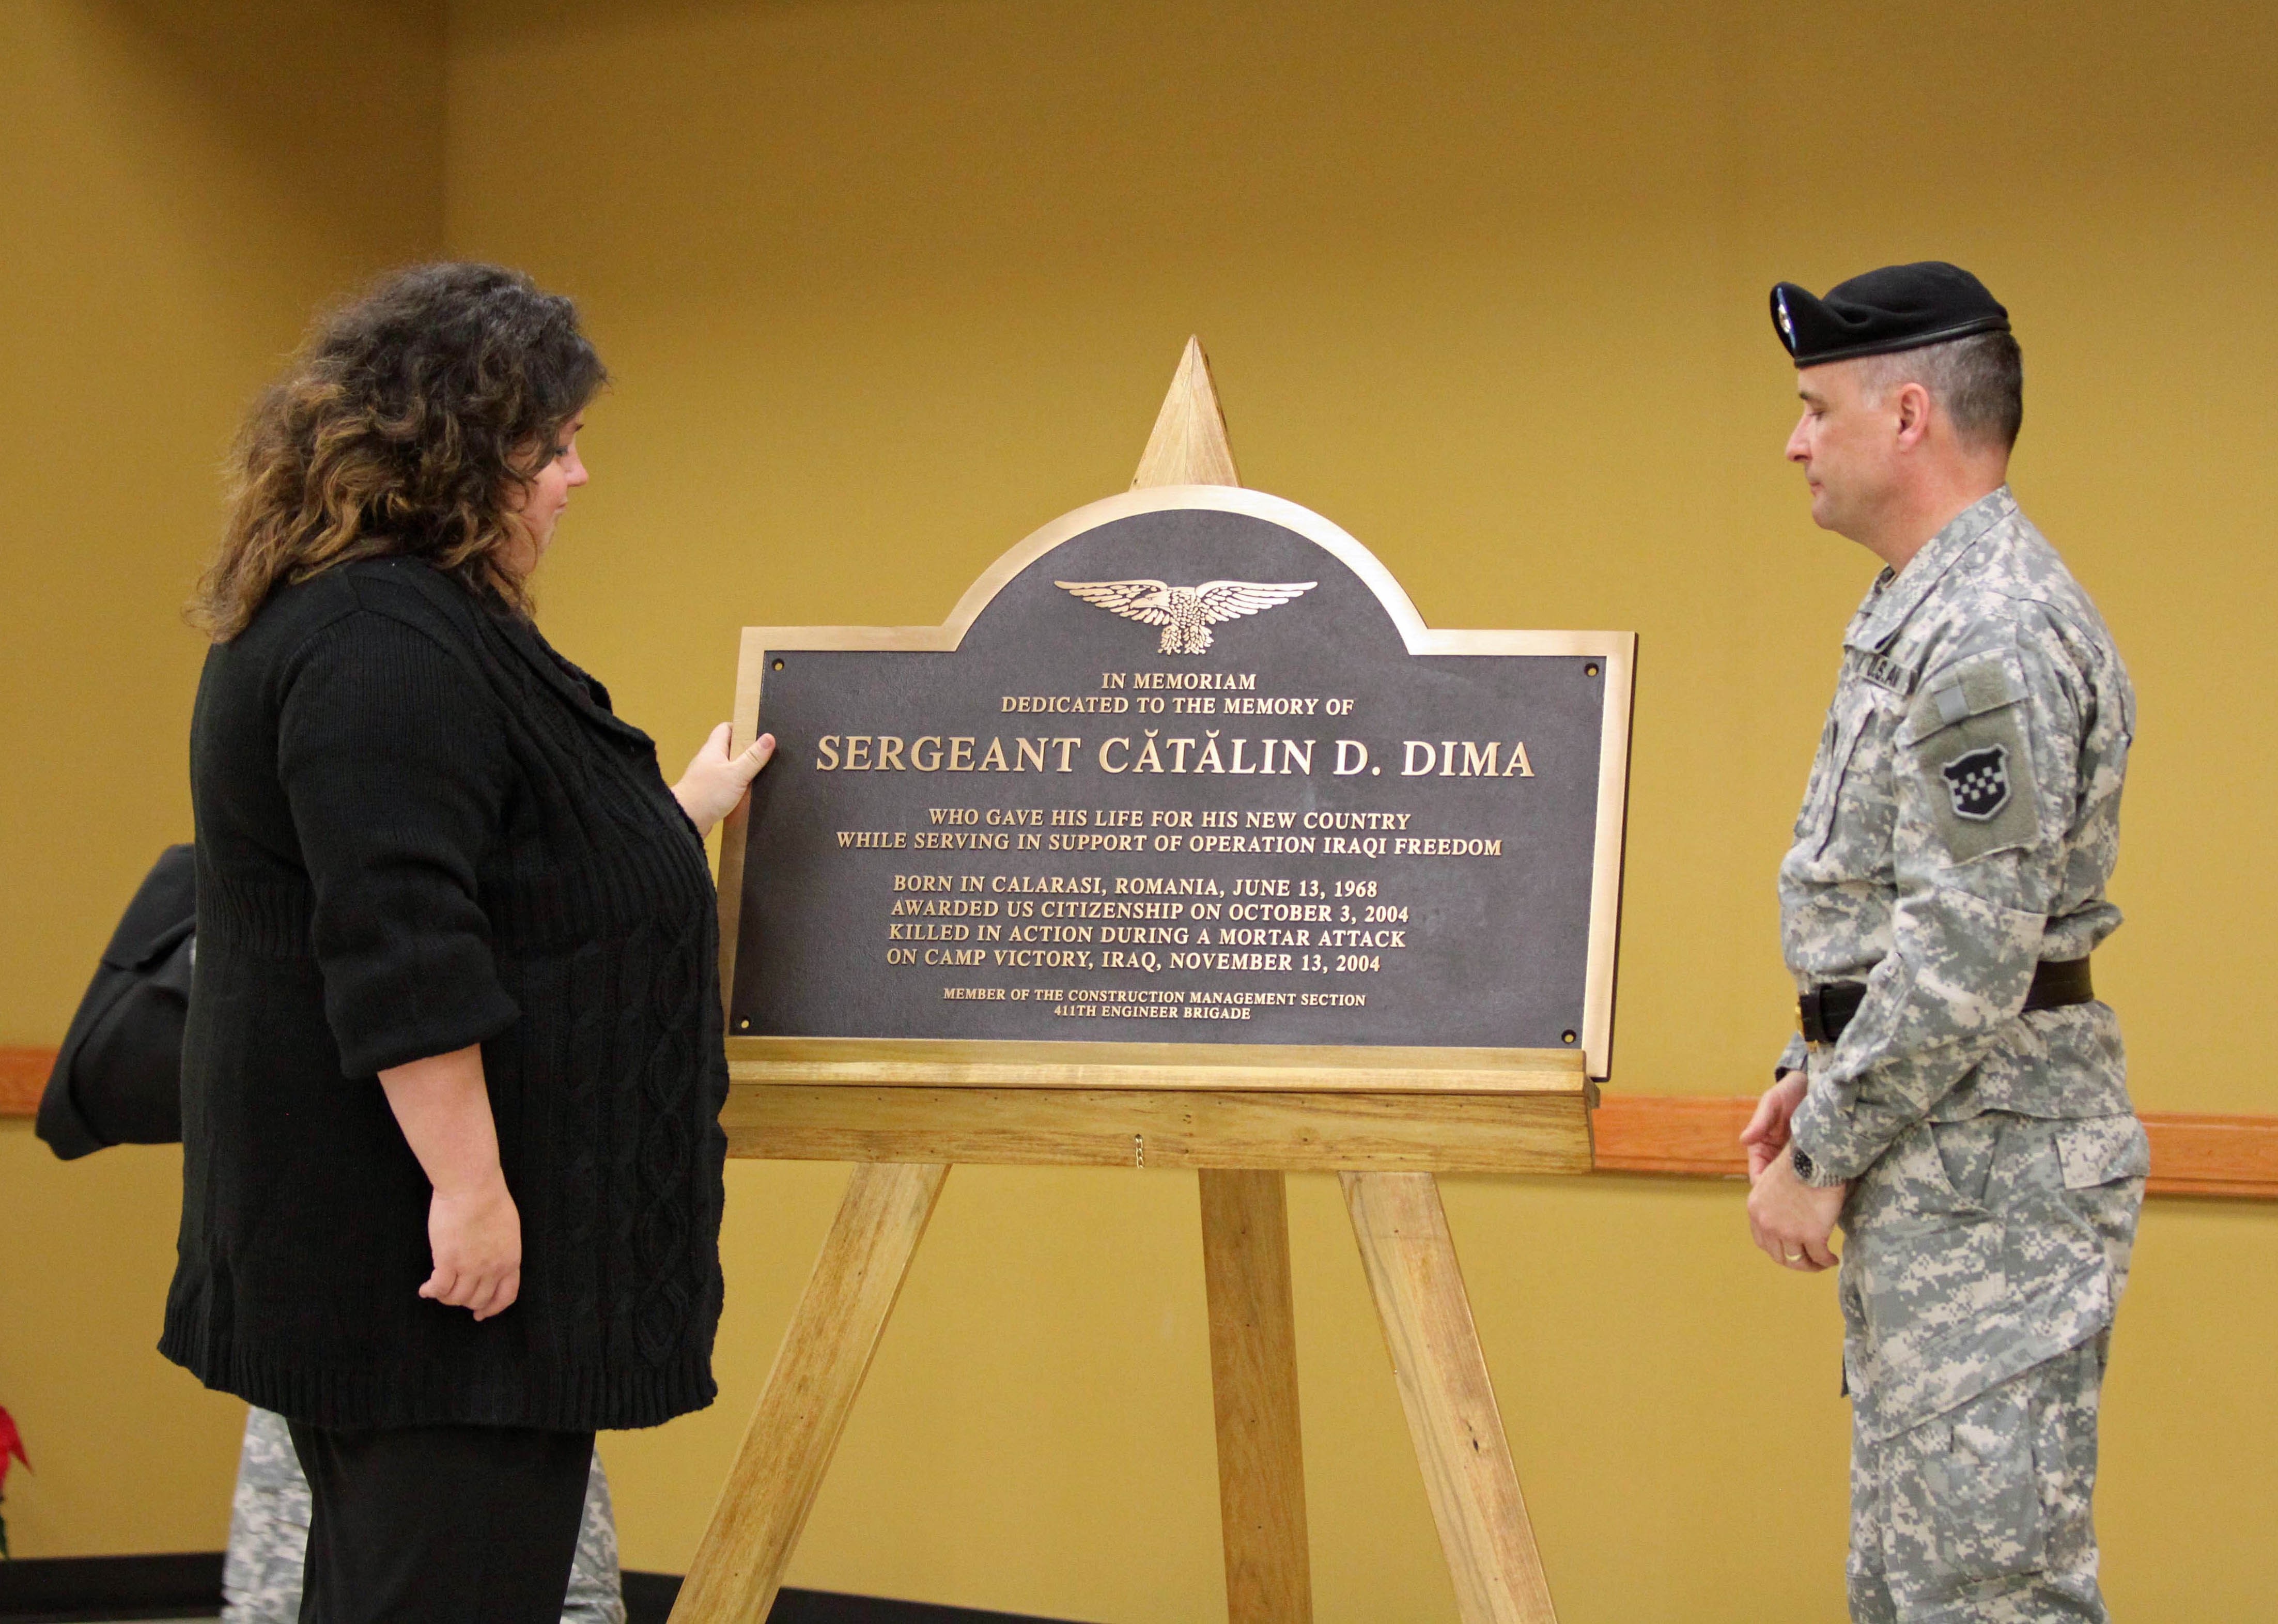 IN MEMORIAM
DEDICATED TO THE MEMORY OF
SERGEANT CĂTĂLIN D. DIMA
WHO GAVE HIS LIFE FOR HIS NEW COUNTRY
WHILE SERVING IN SUPPORT OF OPERATION IRAQI FREEDOM
BORN IN CALARASI, ROMANIA, JUNE 13, 1968
AWARDED US CITIZENSHIP ON OCTOBER 3, 2004
KILLED IN ACTION DURING A MORTAR ATTACK
ON CAMP VICTORY, IRAQ, NOVEMBER 13, 2004
MEMBER OF THE CONSTRUCTION MANAGEMENT SECTION
411TH ENGINEER BRIGADE